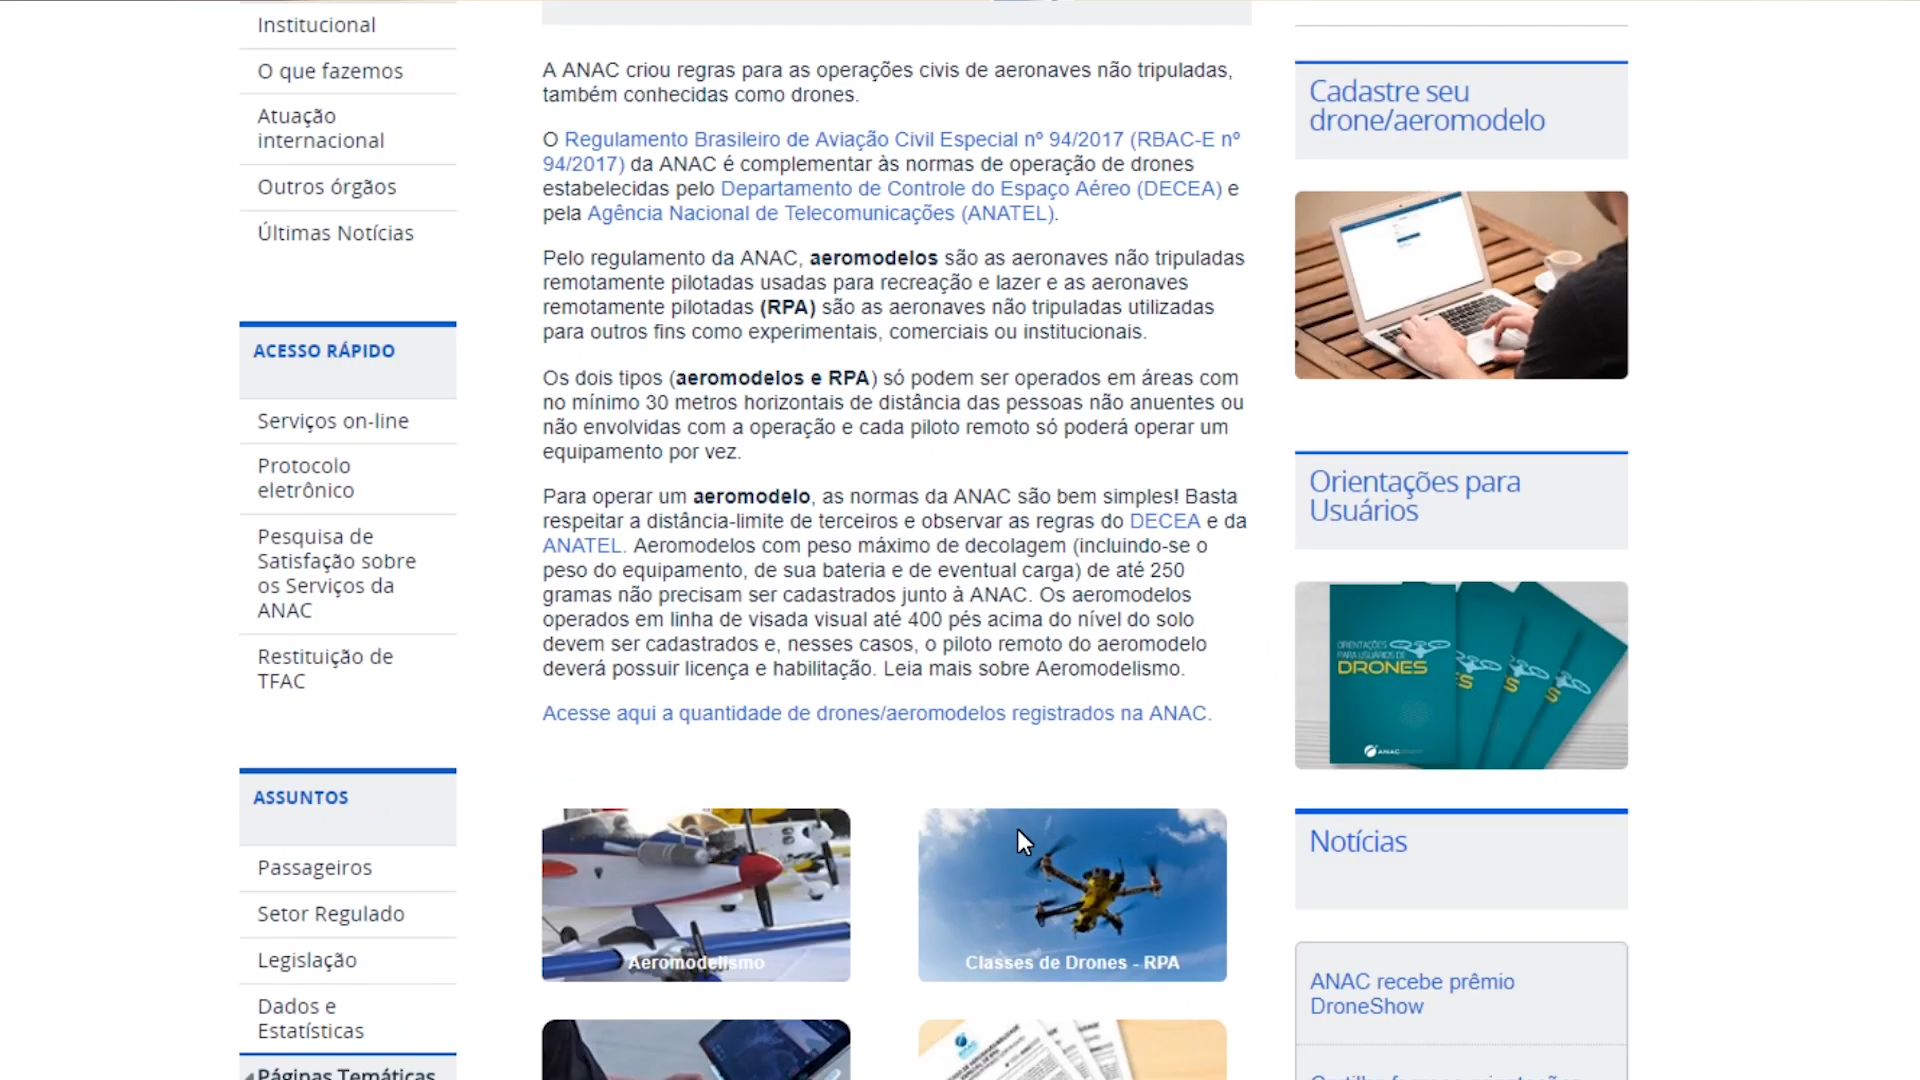 Institucional
O que fazemos
Atuação
internacional
Outros órgãos
Últimas Notícias
ACESSO RÁPIDO
Serviços on-line
Protocolo
eletrônico
Pesquisa de
Satisfação sobre
os Serviços da
ANAC
Restituição de
TFAC
ASSUNTOS
Passageiros
Setor Regulado
Legislação
Dados e
Estatísticas
Páginas Temáticas
A ANAC criou regras para as operações civis de aeronaves não tripuladas,
também conhecidas como drones.
O Regulamento Brasileiro de Aviação Civil Especial nº 94/2017 (RBAC-E nº
94/2017) da ANAC é complementar às normas de operação de drones
estabelecidas pelo Departamento de Controle do Espaço Aéreo (DECEA) e
pela Agência Nacional de Telecomunicações (ANATEL).
Pelo regulamento da ANAC, aeromodelos são as aeronaves não tripuladas
remotamente pilotadas usadas para recreação e lazer e as aeronaves
remotamente pilotadas (RPA) são as aeronaves não tripuladas utilizadas
para outros fins como experimentais, comerciais ou institucionais.
Os dois tipos (aeromodelos e RPA) só podem ser operados em áreas com
no mínimo 30 metros horizontais de distância das pessoas não anuentes ou
não envolvidas com a operação e cada piloto remoto só poderá operar um
equipamento por vez.
Para operar um aeromodelo, as normas da ANAC são bem simples! Basta
respeitar a distância-limite de terceiros e observar as regras do DECEA e da
ANATEL. Aeromodelos com peso máximo de decolagem (incluindo-se o
peso do equipamento, de sua bateria e de eventual carga) de até 250
gramas não precisam ser cadastrados junto à ANAC. Os aeromodelos
operados em linha de visada visual até 400 pés acima do nível do solo
devem ser cadastrados e, nesses casos, o piloto remoto do aeromodelo
deverá possuir licença e habilitação. Leia mais sobre Aeromodelismo.
Acesse aqui a quantidade de drones/aeromodelos registrados na ANAC.
Aeromodelismo
Classes de Drones - RPA
Cadastre seu
drone/aeromodelo
Orientações para
Usuários
ORIENTAÇÕES
PARA USUÁRIOS DE
DRONES
ANAC
Notícias
ANAC recebe prêmio
DroneShow